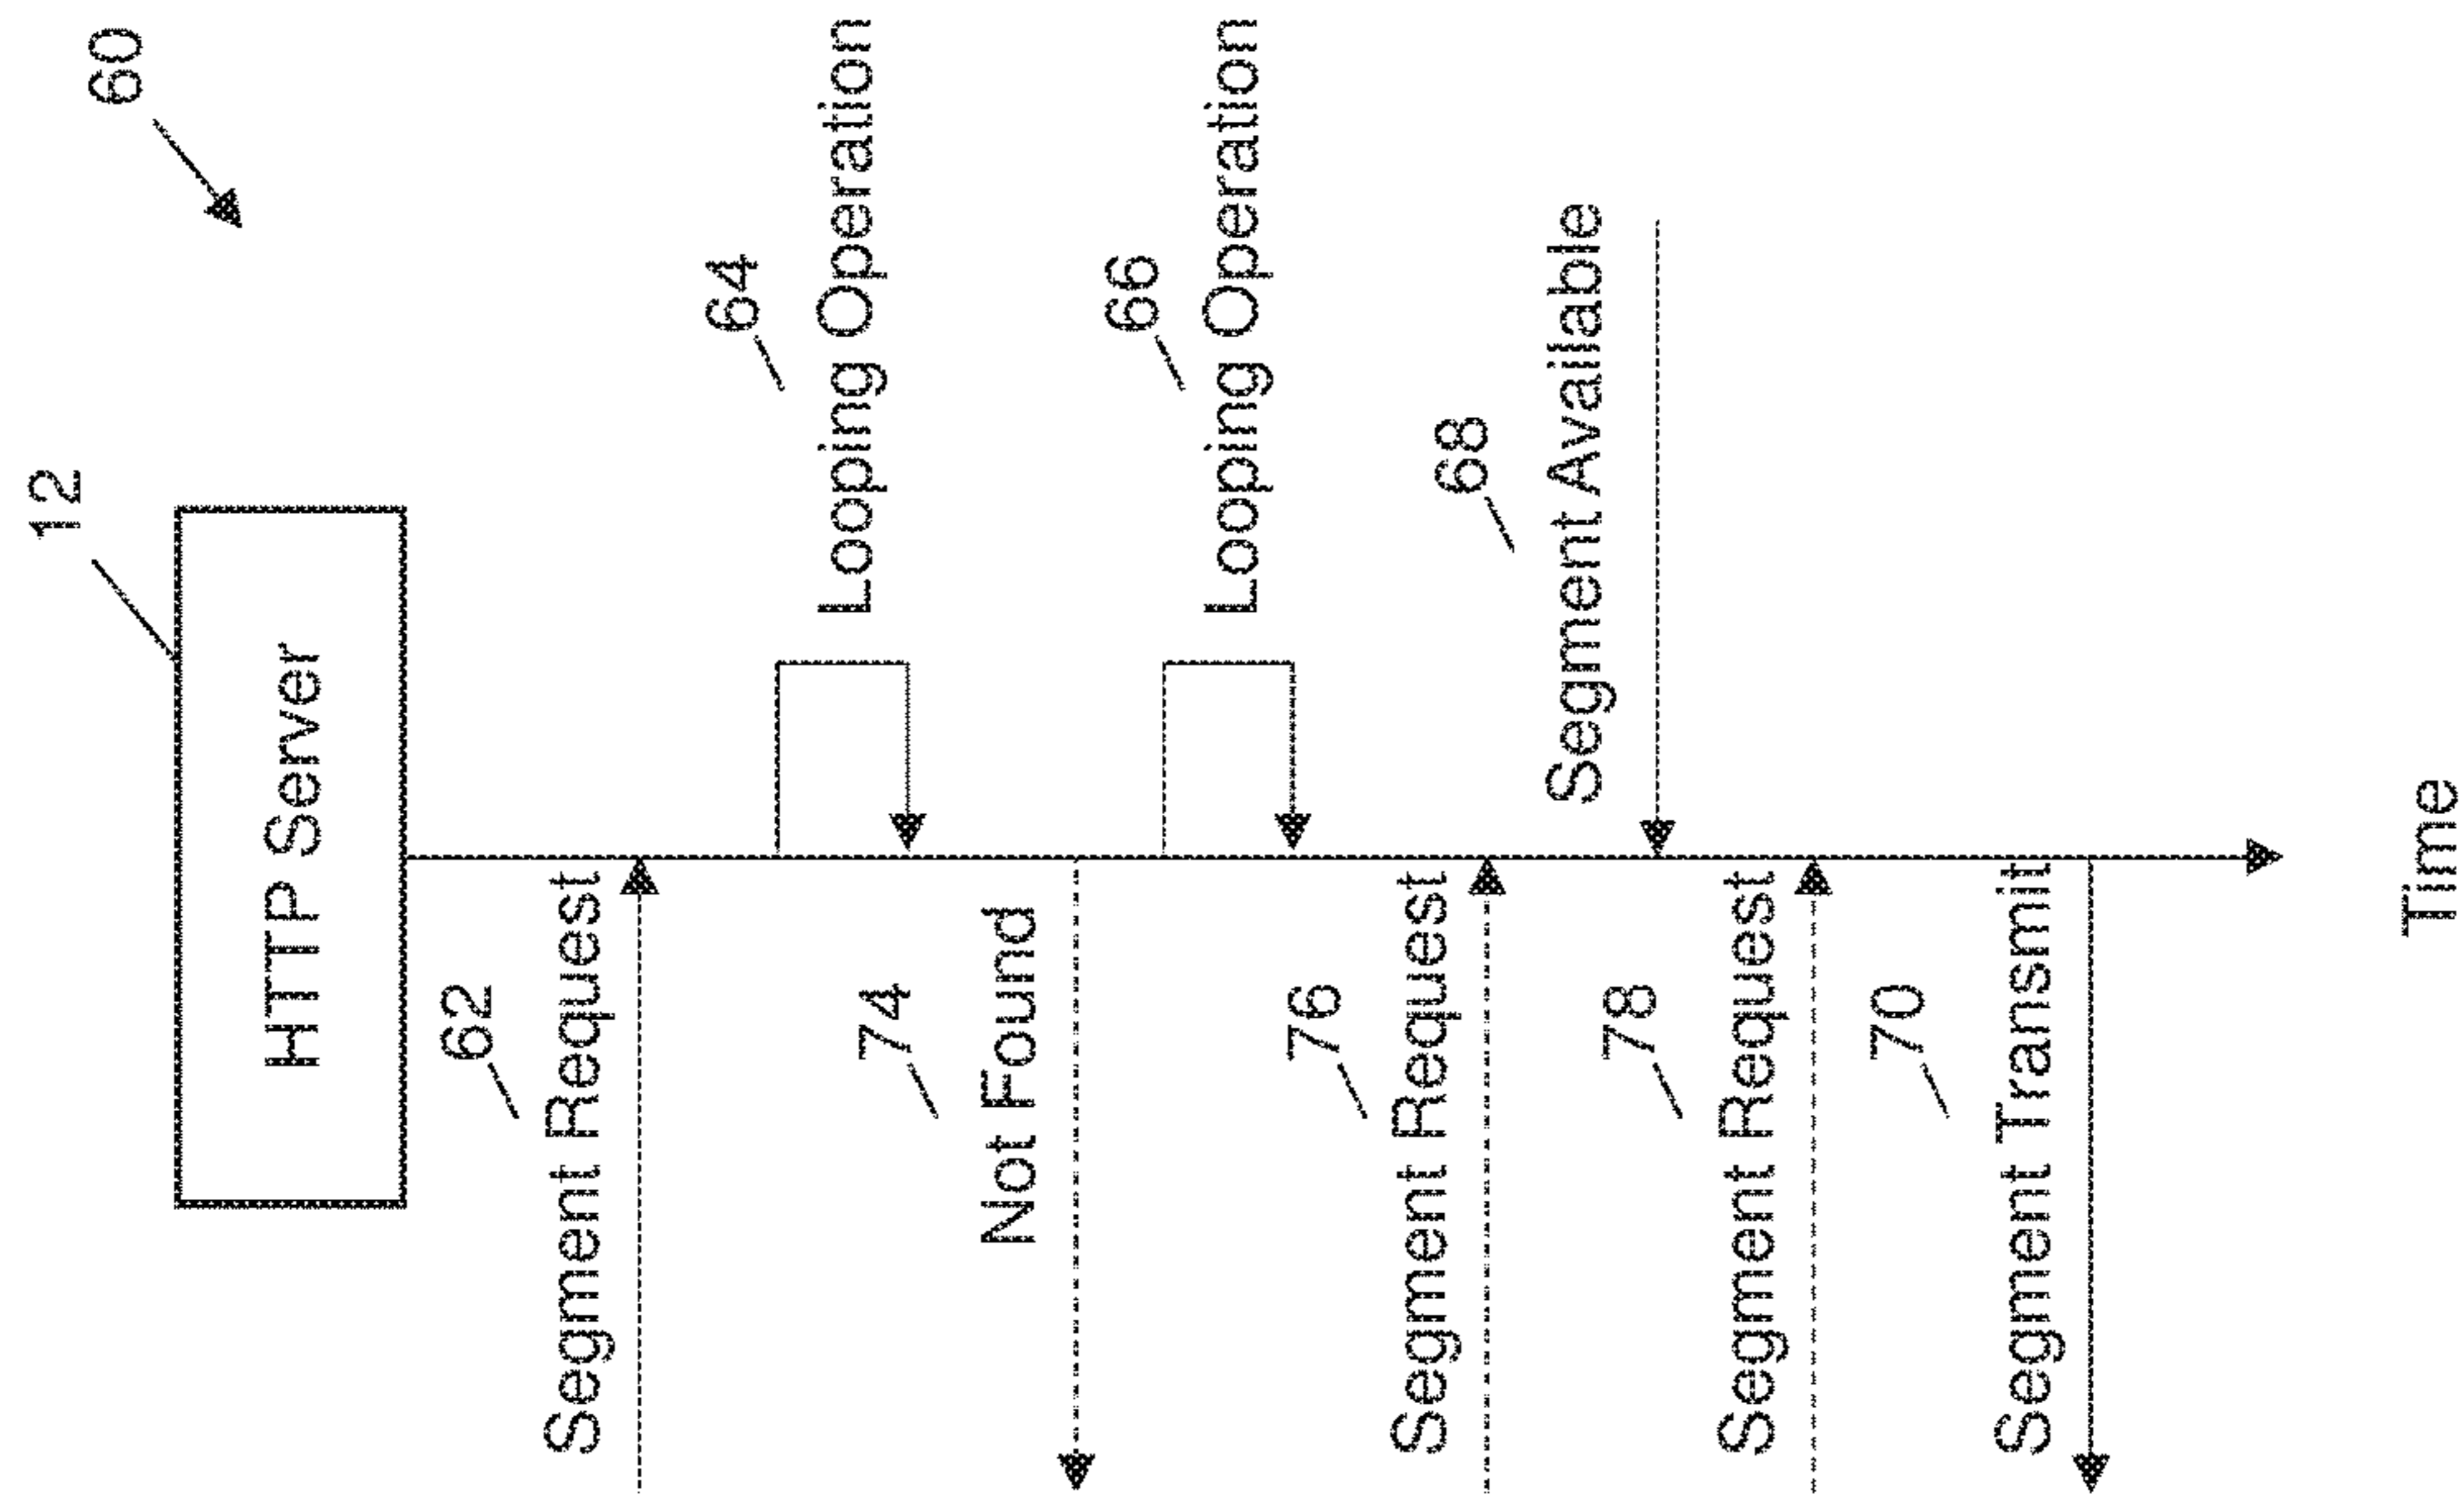 60
12
HTTP Server
62
Segment Request
64
Looping Operation
74
Not Found
66
Looping Operation
76
Segment Request
68
Segment Available
78
Segment Request
70
Segment Transmit
Time